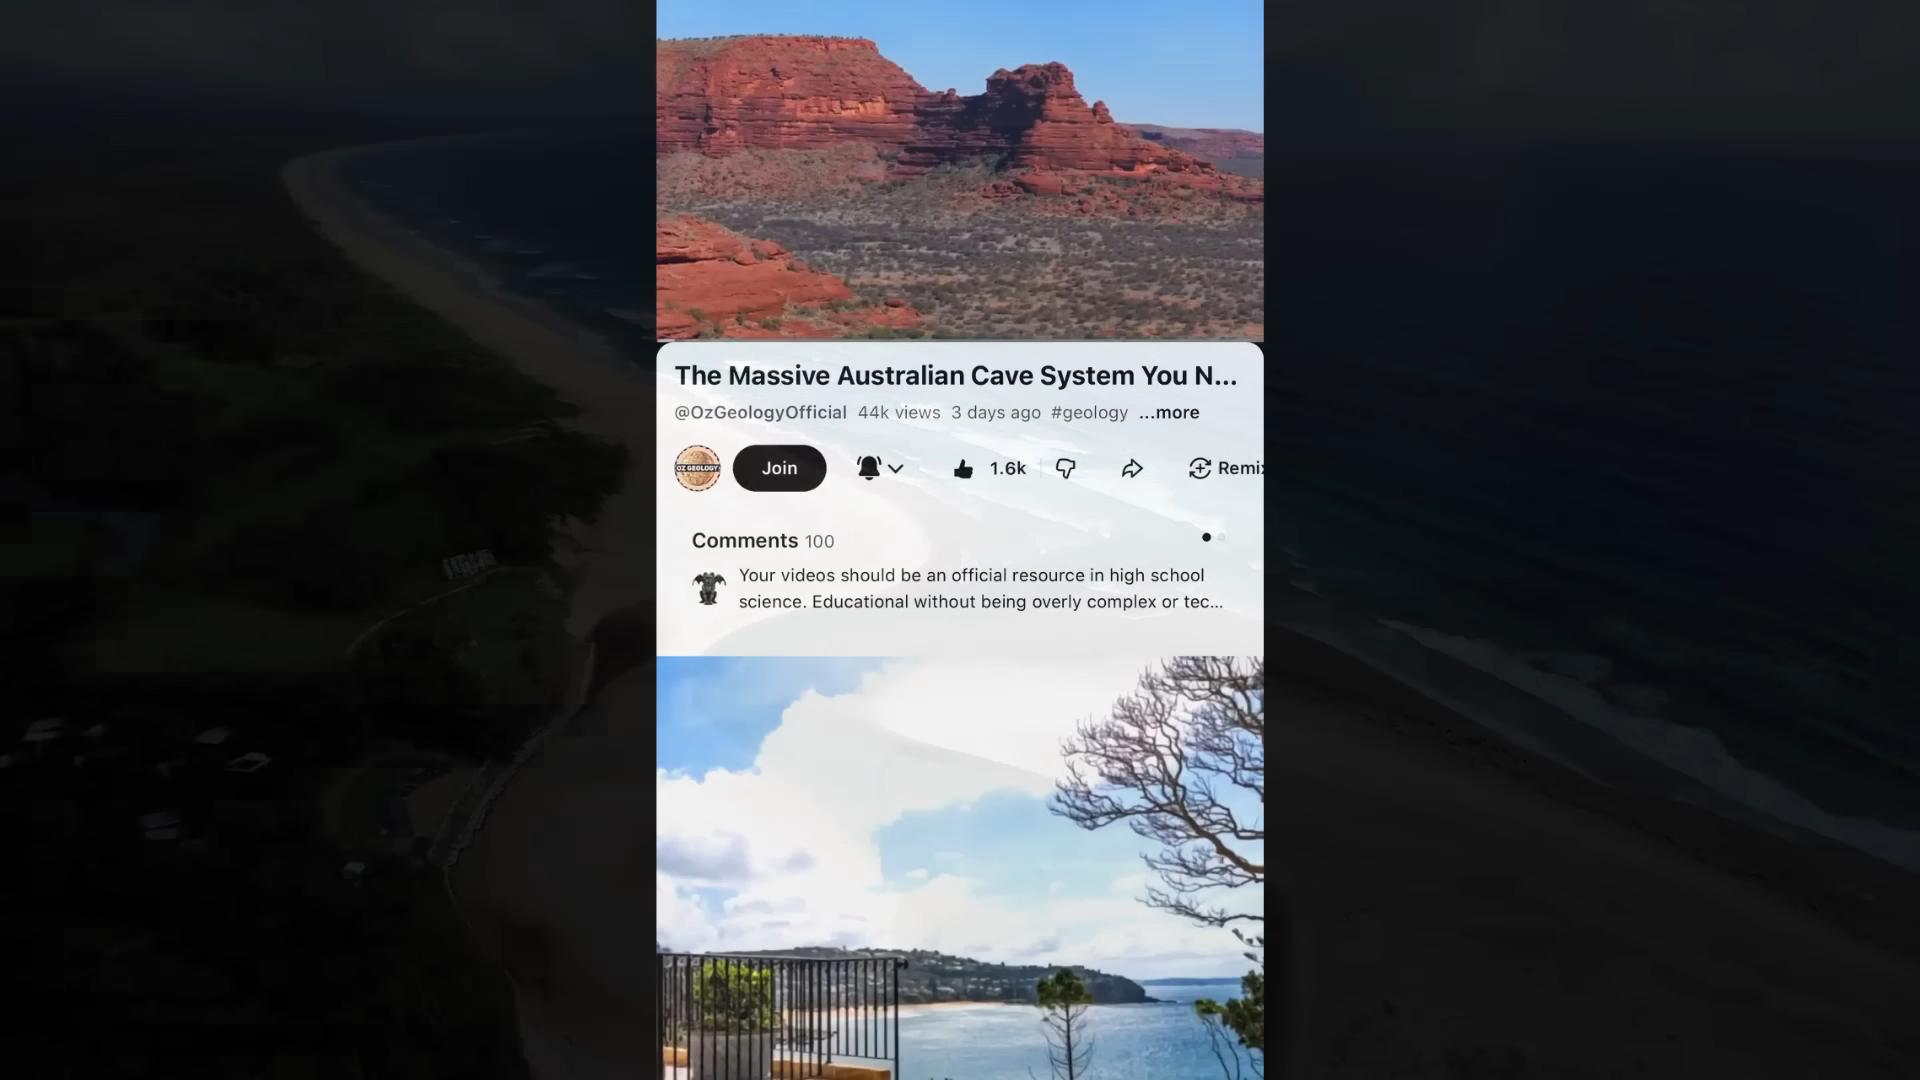 The Massive Australian Cave System You N...
@OzGeologyOfficial 44k views 3 days ago #geology ...more
OZ GEOLOGY Join 1.6k Remix
Comments 100
Your videos should be an official resource in high school
science. Educational without being overly complex or tec...